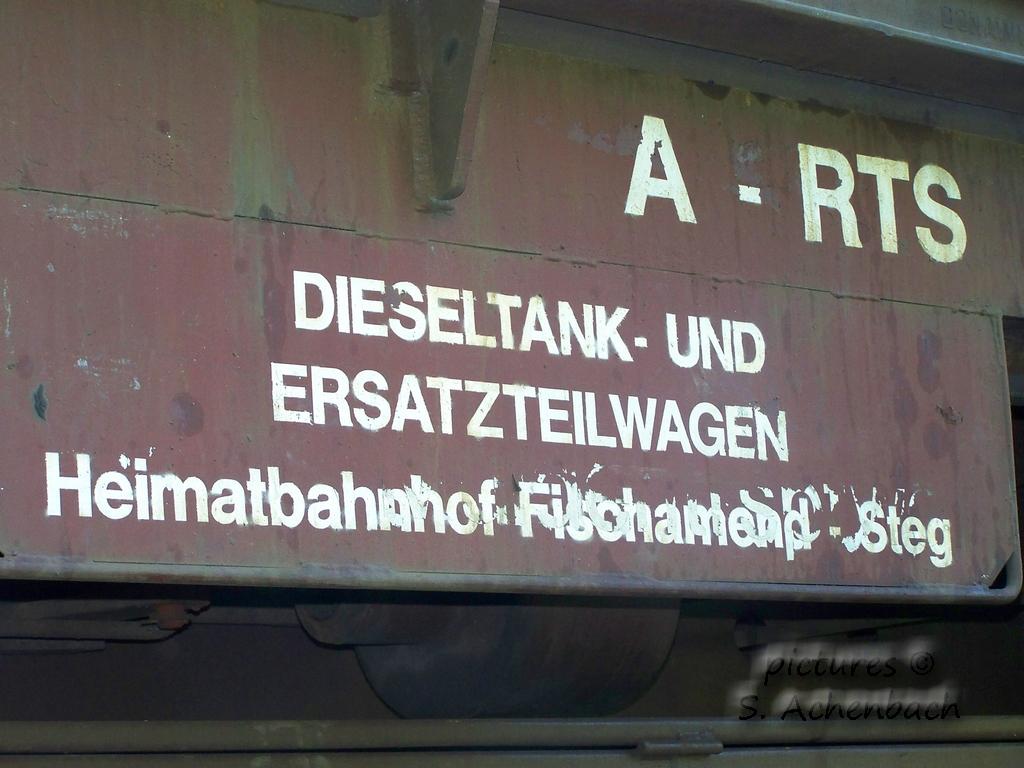 A - RTS
DIESELTANK- UND
ERSATZTEILWAGEN
Heimatbahnhof Fischamend - Steg
pictures ©
S. Achenbach